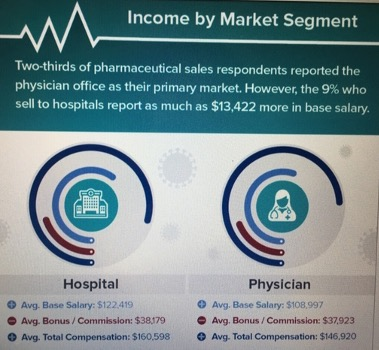 Income by Market Segment
Two-thirds of pharmaceutical sales respondents reported the
physician office as their primary market. However, the 9% who
sell to hospitals report as much as $13,422 more in base salary.
Hospital
Avg. Base Salary: $122,419
Avg. Bonus / Commission: $38,179
Avg. Total Compensation: $160,598
Physician
Avg. Base Salary: $108,997
Avg. Bonus / Commission: $37,923
Avg. Total Compensation: $146,920